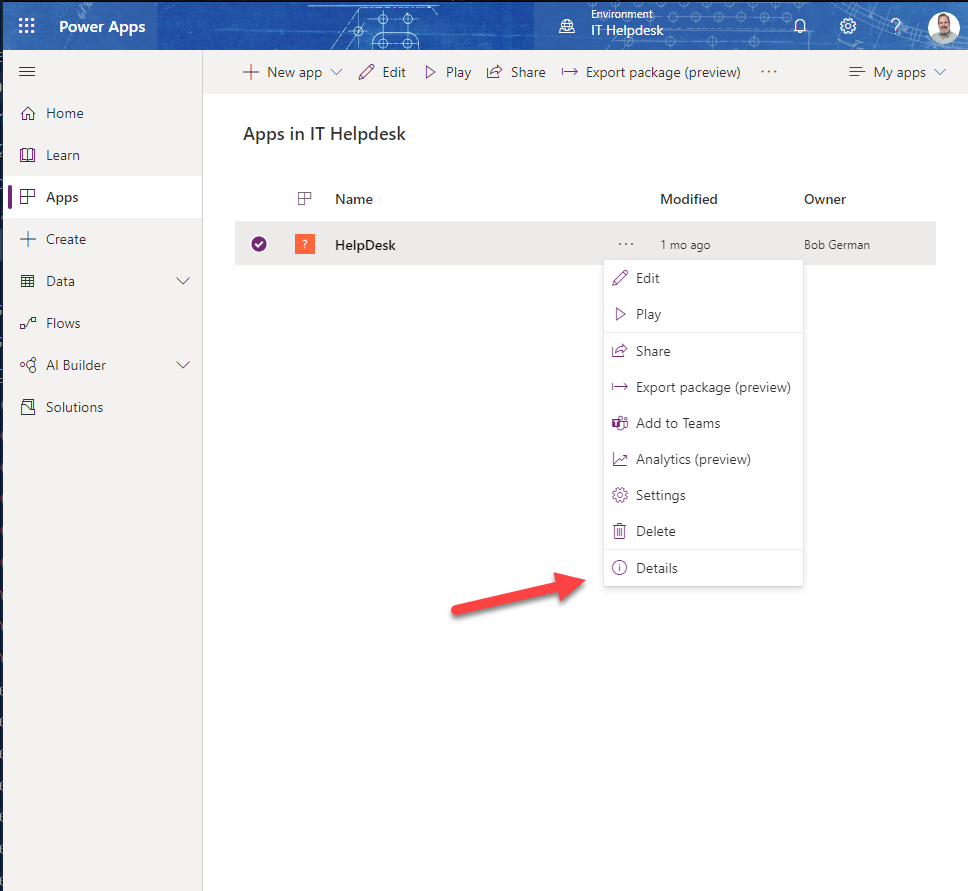 Power Apps
Environment
IT Helpdesk
?
New app
Edit
Play
Share
Export package (preview)
...
My apps
Home
Learn
Apps
Create
Data
Flows
AI Builder
Solutions
Apps in IT Helpdesk
Name Modified Owner
? HelpDesk ... 1 mo ago Bob German
Edit
Play
Share
Export package (preview)
Add to Teams
Analytics (preview)
Settings
Delete
Details